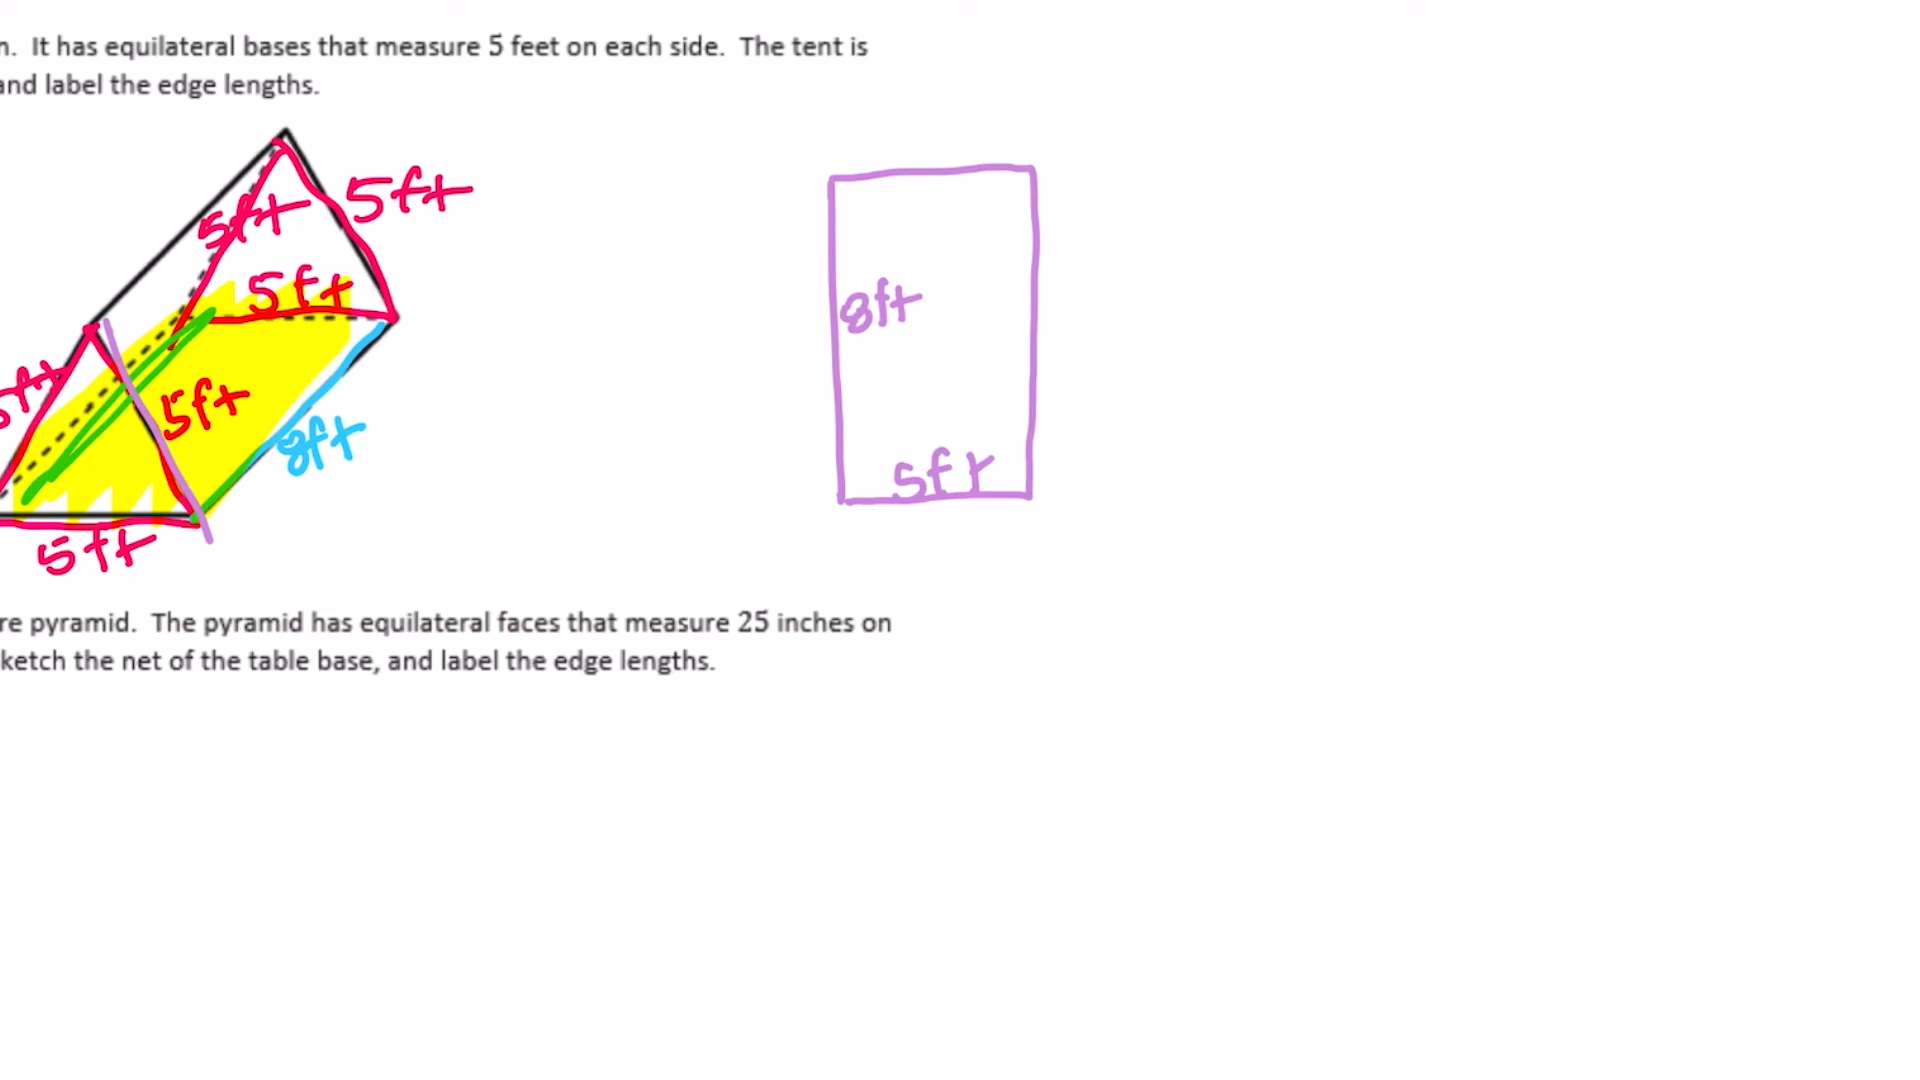 n. It has equilateral bases that measure 5 feet on each side. The tent is
and label the edge lengths.
5ft
5ft
5ft
8ft
5ft
5ft
8ft
5ft
5ft
re pyramid. The pyramid has equilateral faces that measure 25 inches on
ketch the net of the table base, and label the edge lengths.